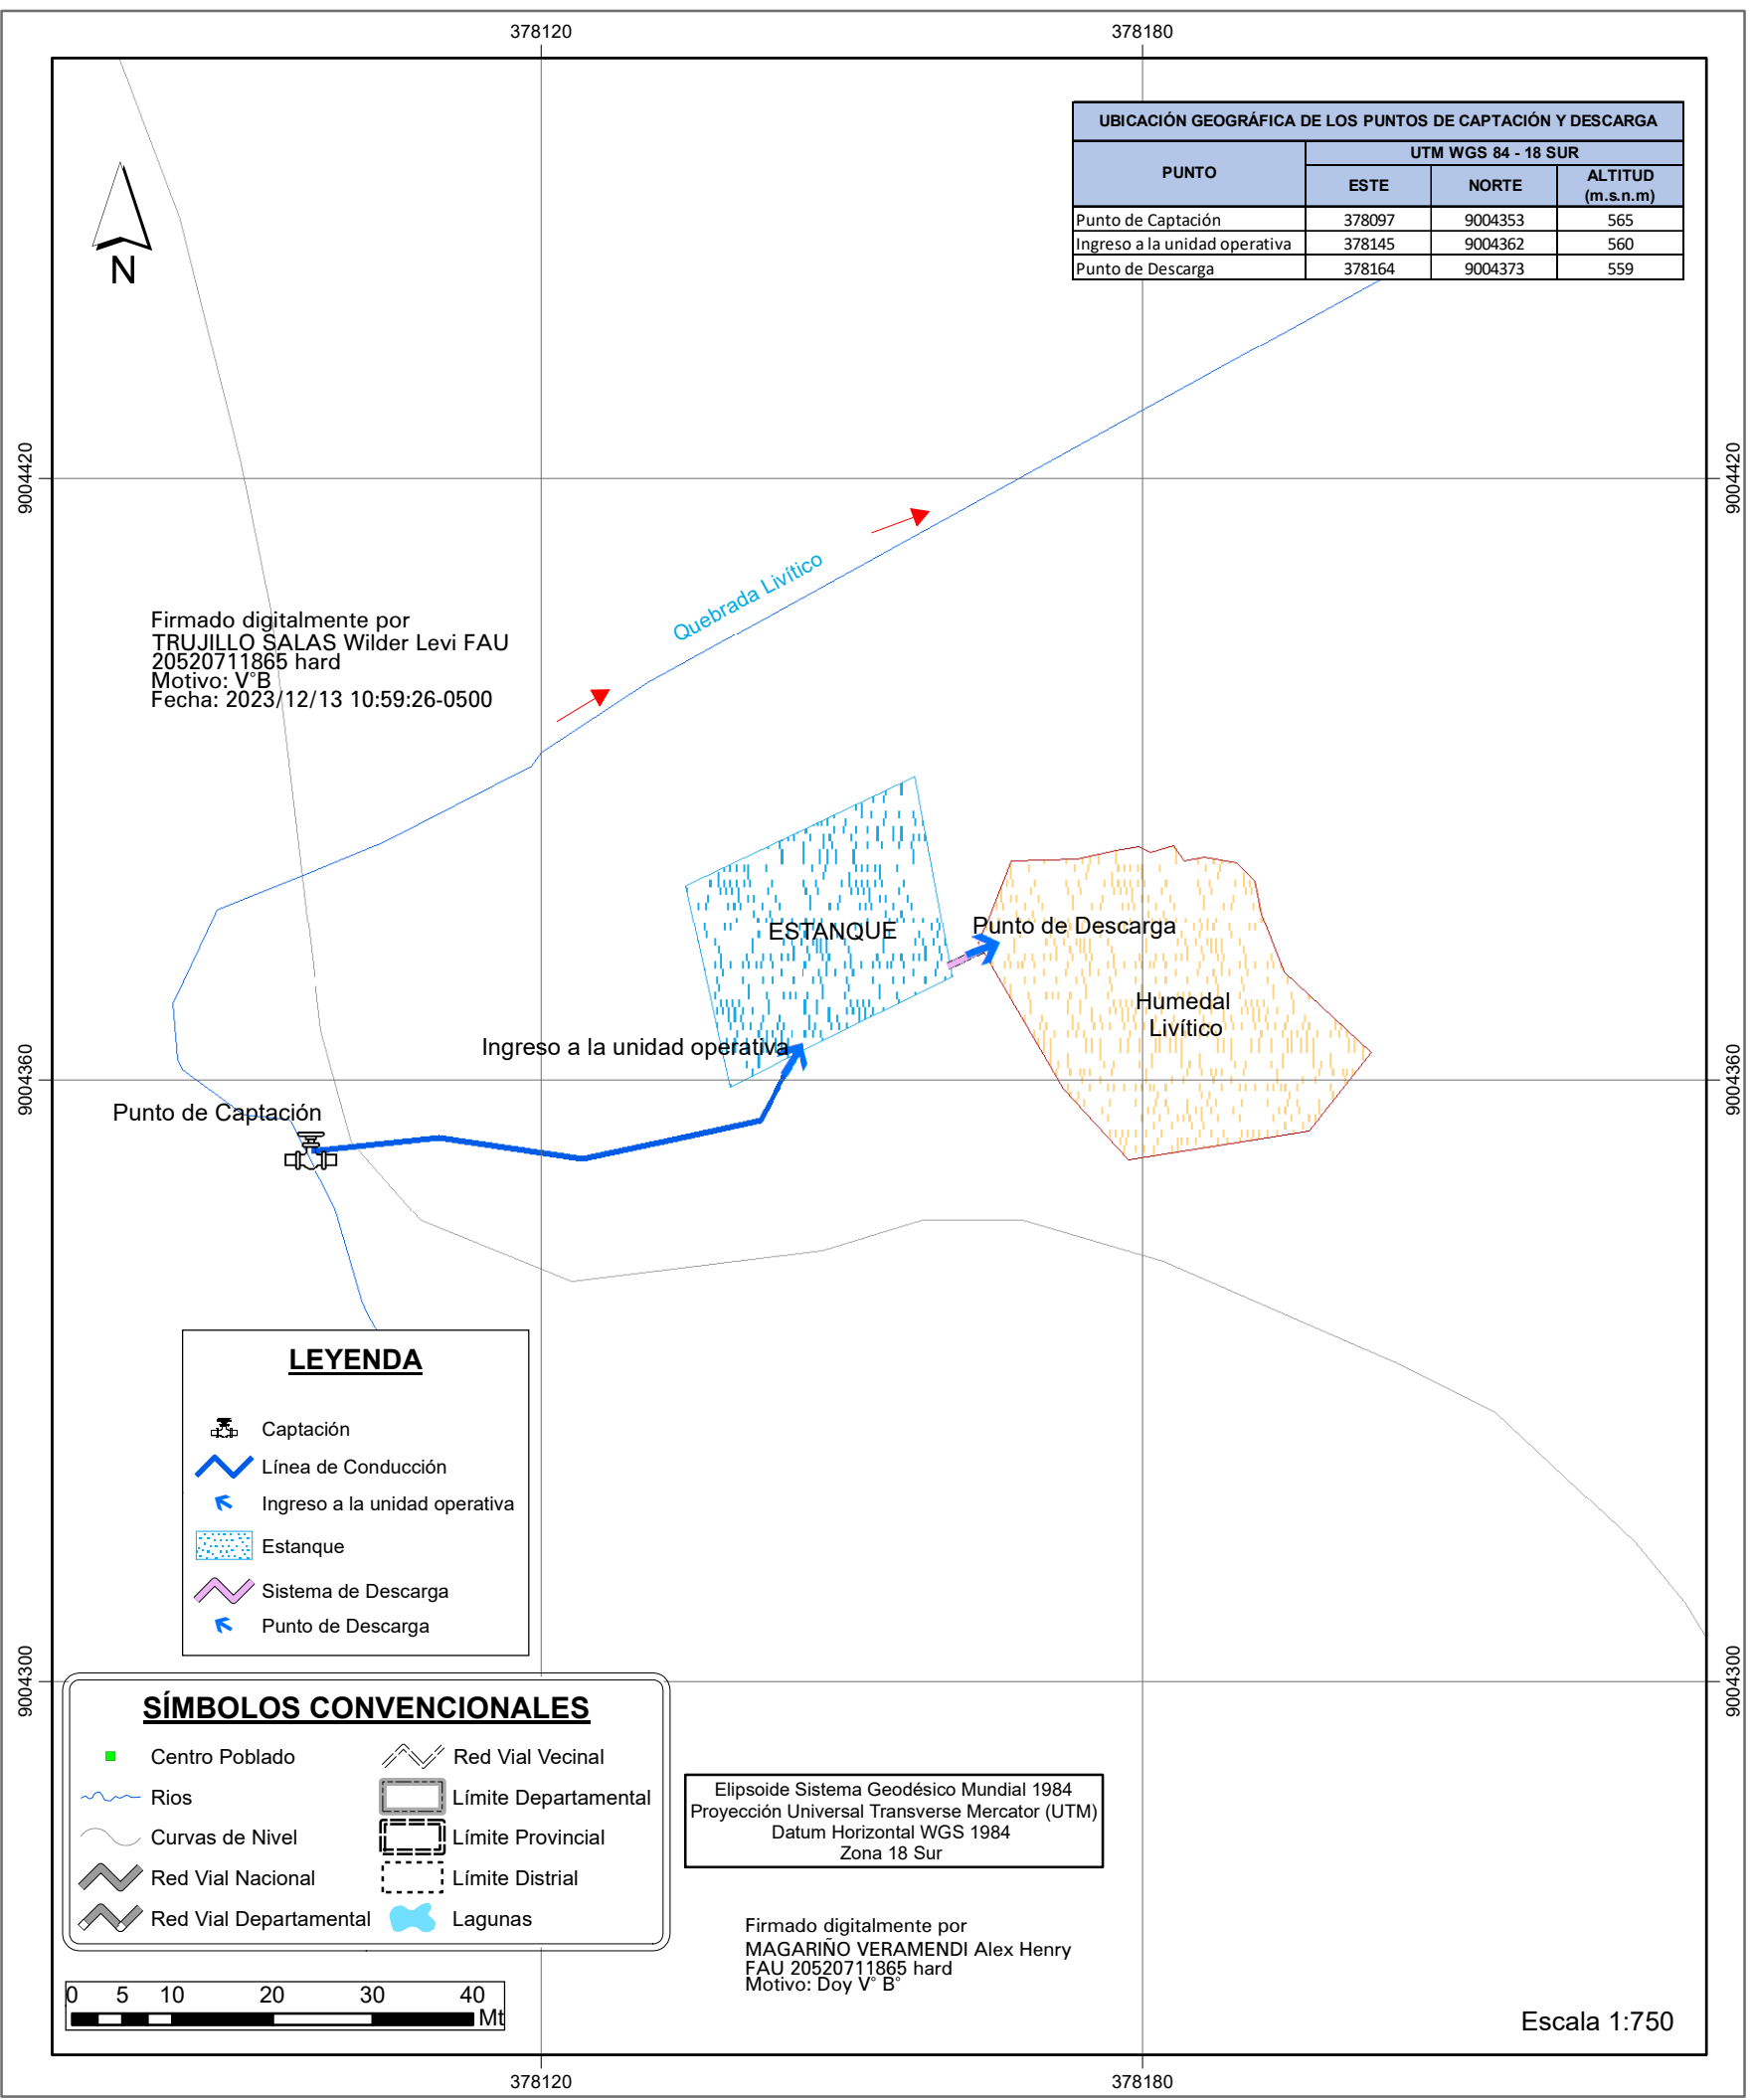 378120
378180
UBICACIÓN GEOGRÁFICA DE LOS PUNTOS DE CAPTACIÓN Y DESCARGA
PUNTO
UTM WGS 84 - 18 SUR
ESTE
NORTE
ALTITUD
(m.s.n.m)
Punto de Captación 378097 9004353 565
Ingreso a la unidad operativa 378145 9004362 560
Punto de Descarga 378164 9004373 559
N
9004420
9004420
Quebrada Livítico
Firmado digitalmente por
TRUJILLO SALAS Wilder Levi FAU
20520711865 hard
Motivo: V°B
Fecha: 2023/12/13 10:59:26-0500
ESTANQUE
Punto de Descarga
Humedal
Livítico
Ingreso a la unidad operativa
9004360
9004360
Punto de Captación
LEYENDA
Captación
Línea de Conducción
Ingreso a la unidad operativa
Estanque
Sistema de Descarga
Punto de Descarga
9004300
9004300
SÍMBOLOS CONVENCIONALES
Centro Poblado
Rios
Curvas de Nivel
Red Vial Nacional
Red Vial Departamental
Red Vial Vecinal
Límite Departamental
Límite Provincial
Límite Distrial
Lagunas
Elipsoide Sistema Geodésico Mundial 1984
Proyección Universal Transverse Mercator (UTM)
Datum Horizontal WGS 1984
Zona 18 Sur
Firmado digitalmente por
MAGARIÑO VERAMENDI Alex Henry
FAU 20520711865 hard
Motivo: Doy V° B°
0 5 10 20 30 40
Mt
Escala 1:750
378120
378180